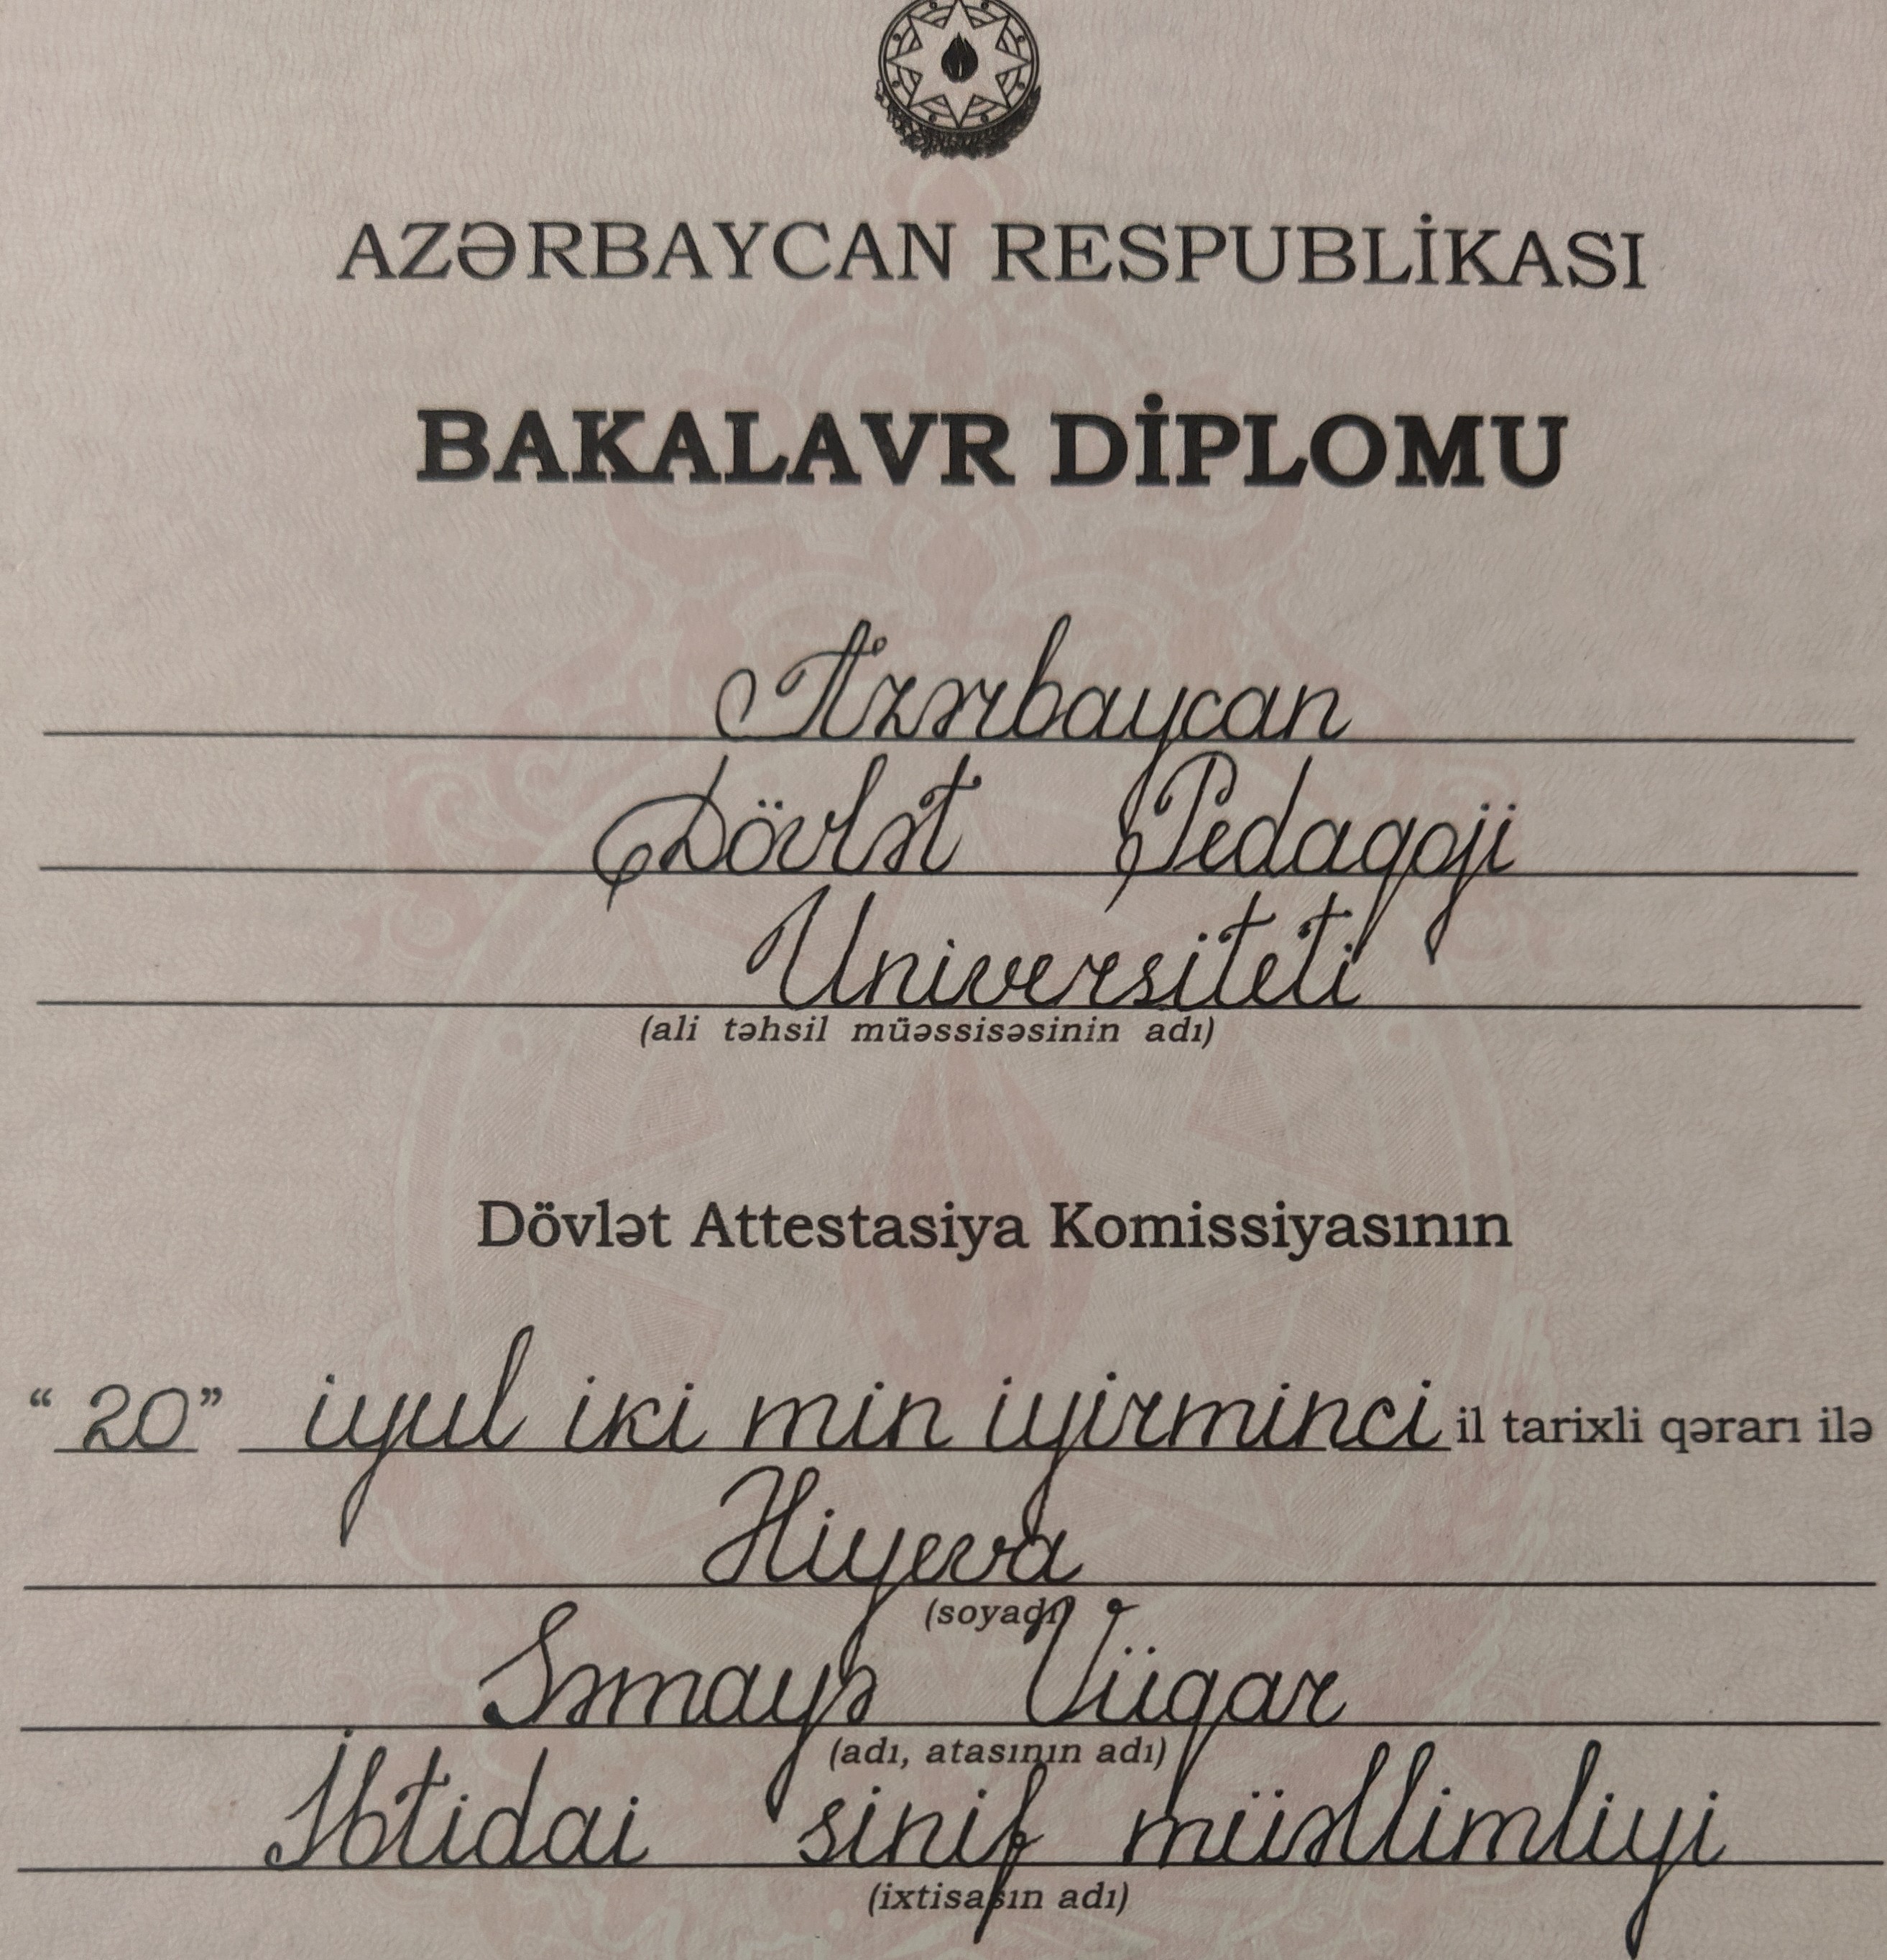 AZƏRBAYCAN RESPUBLİKASI
BAKALAVR DİPLOMU
Azərbaycan
Dövlət Pedaqoji
Universiteti
(ali təhsil müəssisəsinin adı)
Dövlət Attestasiya Komissiyasının
“20” iyul iki min iyirminci il tarixli qərarı ilə
(soyadı)
Səmayə Vüqar
(adı, atasının adı)
İbtidai sinif müəllimliyi
(ixtisasın adı)